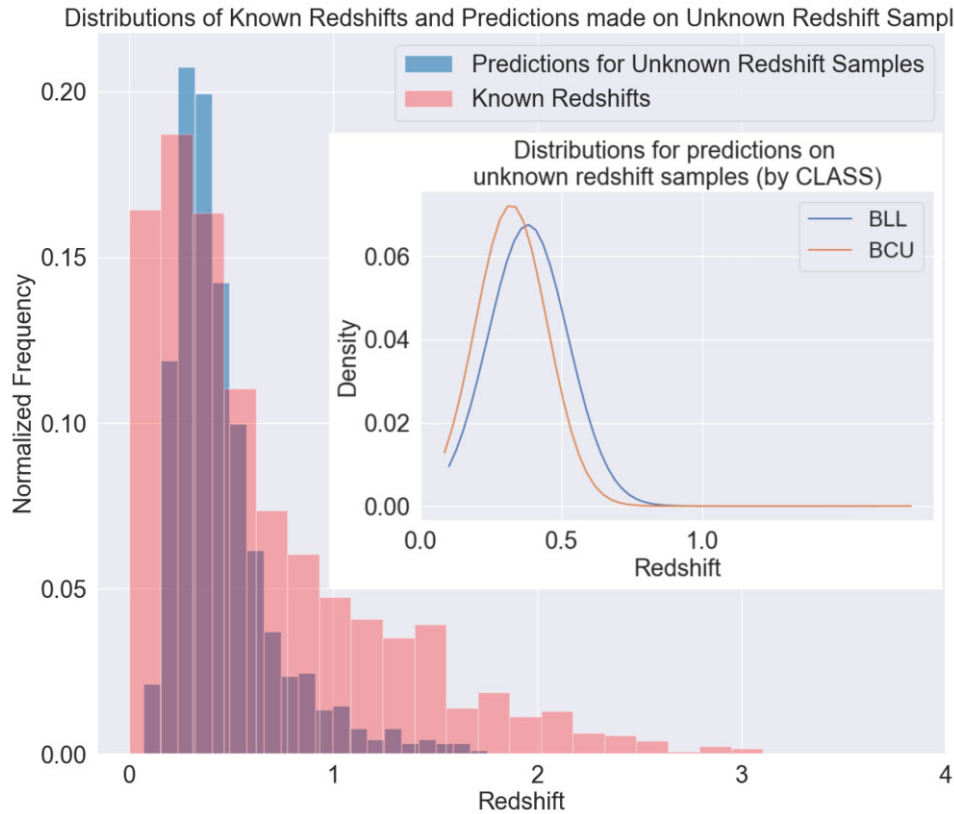 Distributions of Known Redshifts and Predictions made on Unknown Redshift Sampl
Predictions for Unknown Redshift Samples
Known Redshifts
Distributions for predictions on
unknown redshift samples (by CLASS)
BLL
BCU
Density
0.06
0.04
0.02
0.00
0.0 0.5 1.0
Redshift
Normalized Frequency
0.20
0.15
0.10
0.05
0.00
0 1 2 3 4
Redshift